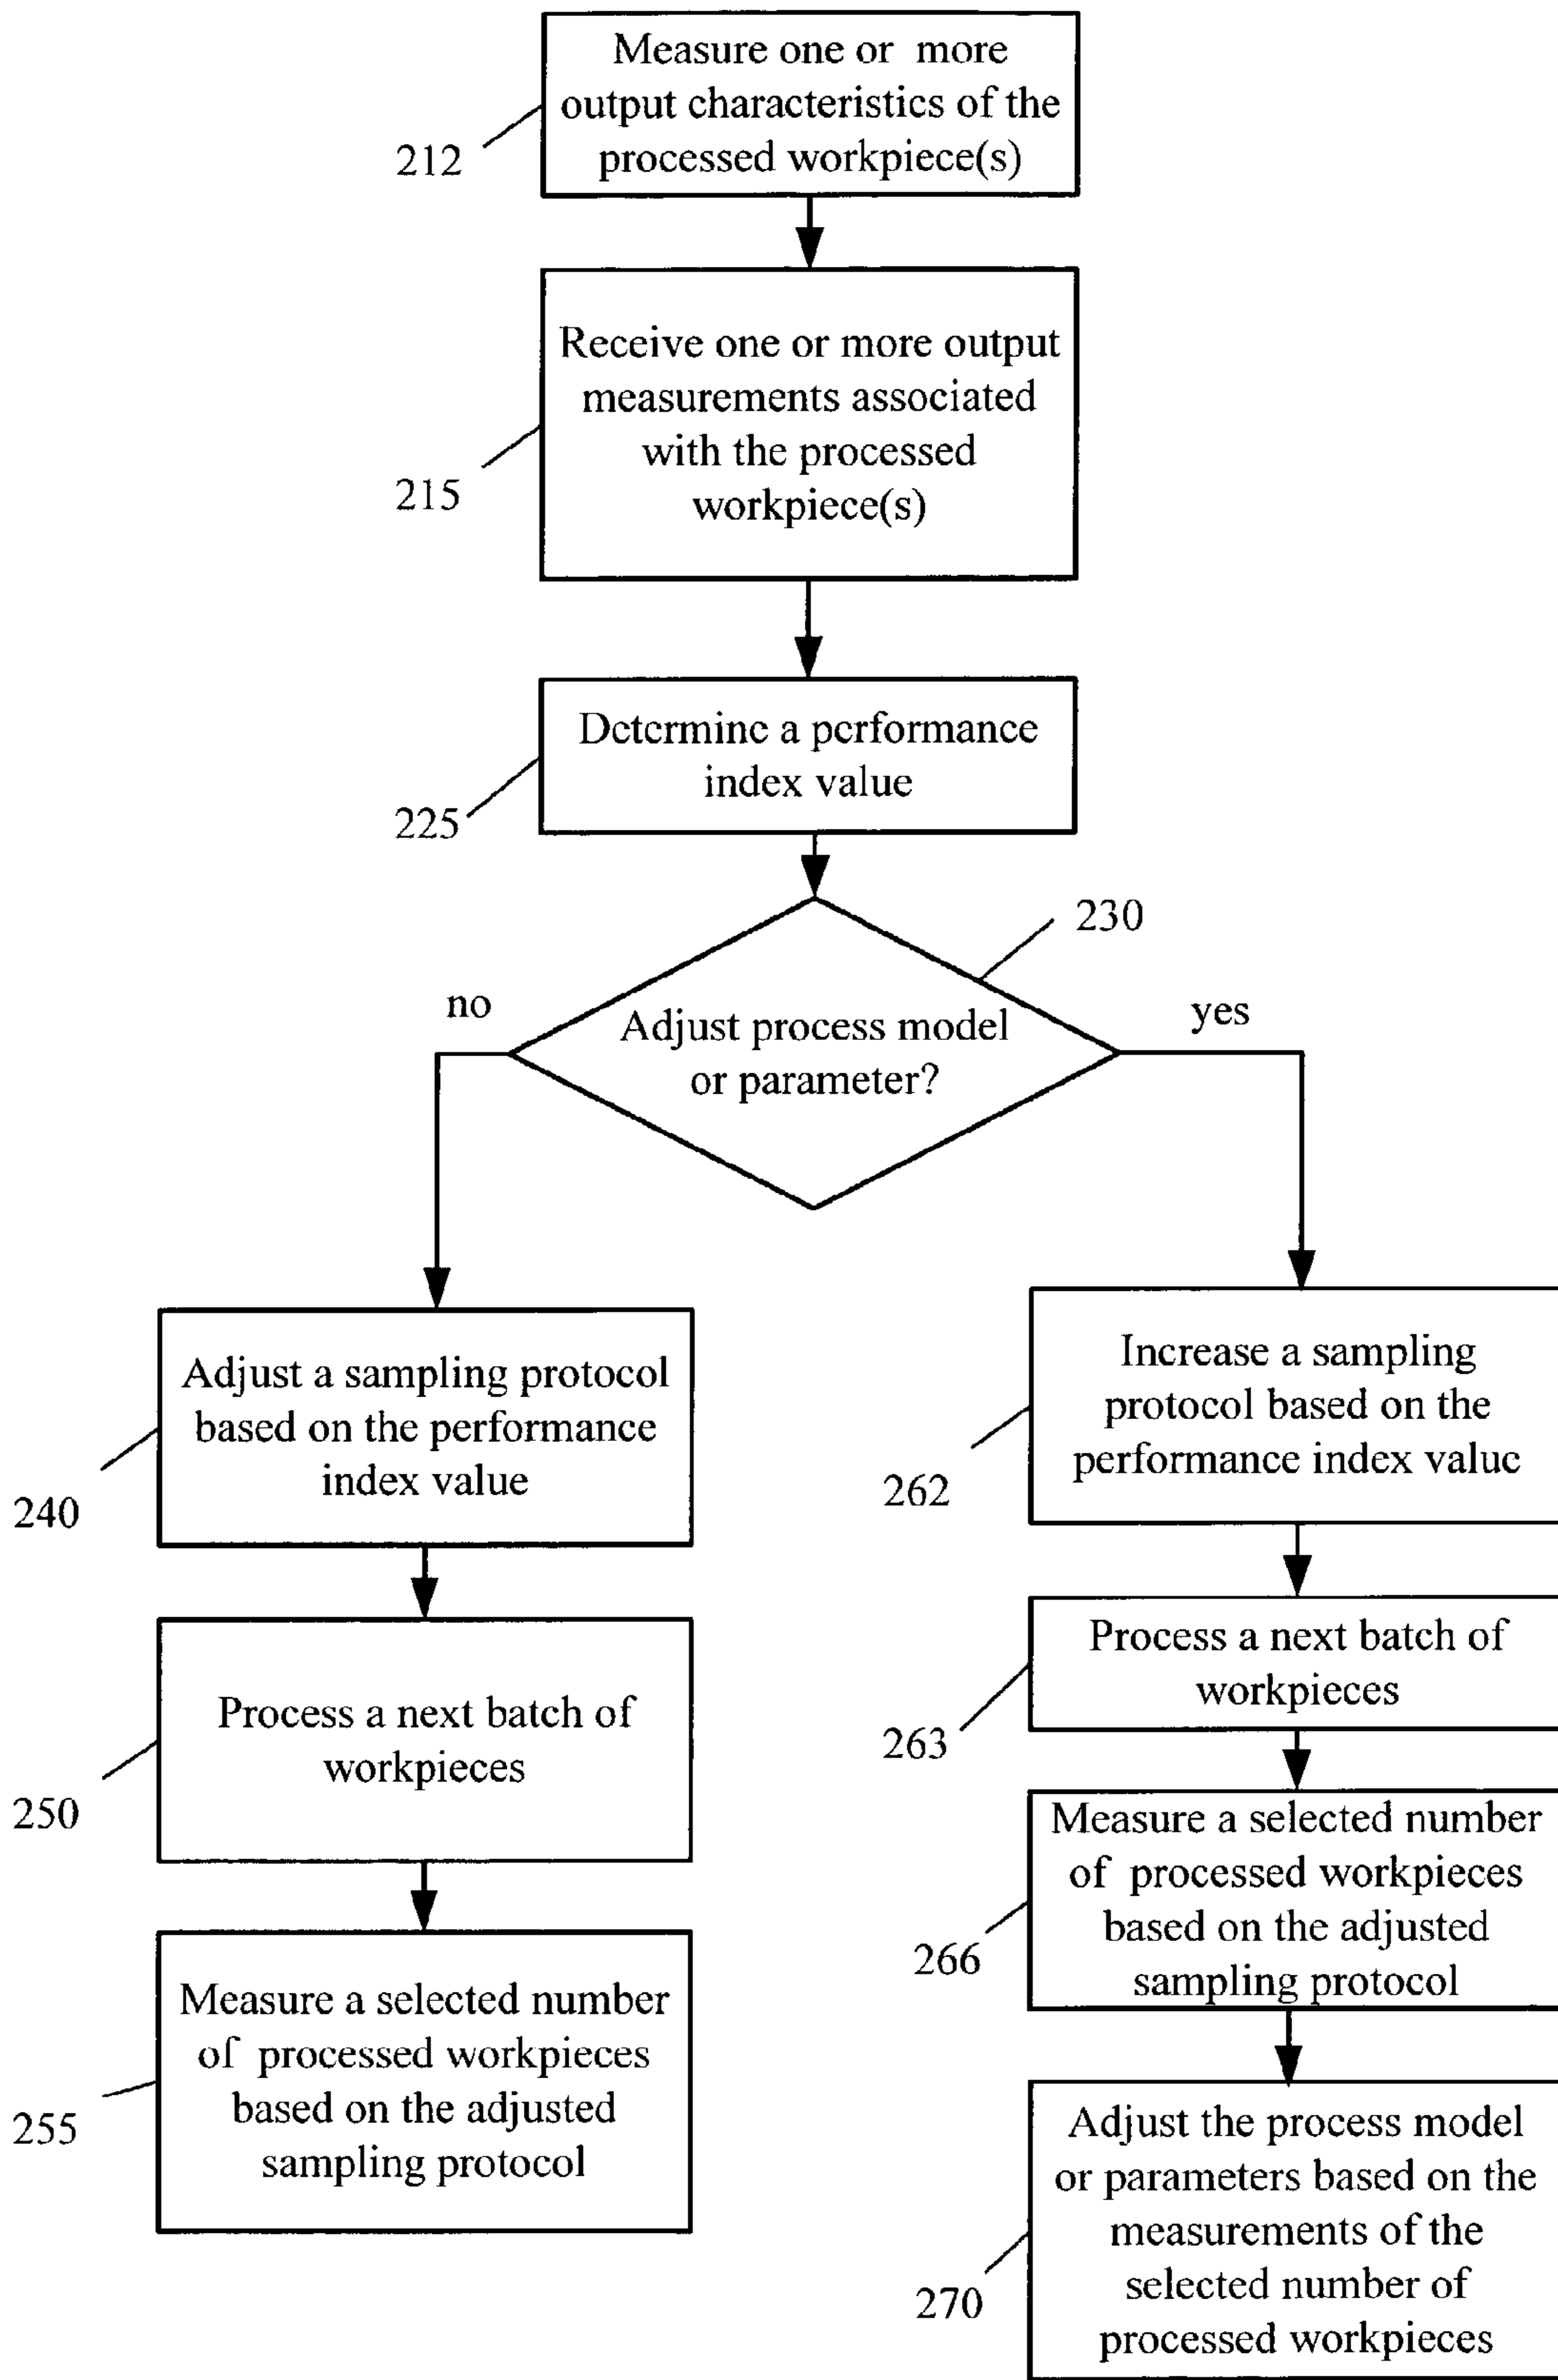 Measure one or more
output characteristics of the
processed workpiece(s)
212
Receive one or more output
measurements associated
with the processed
workpiece(s)
215
Determine a performance
index value
225
230
no
Adjust process model
or parameter?
yes
Adjust a sampling protocol
based on the performance
index value
240
Process a next batch of
workpieces
250
Measure a selected number
of processed workpieces
based on the adjusted
sampling protocol
255
Increase a sampling
protocol based on the
performance index value
262
Process a next batch of
workpieces
263
Measure a selected number
of processed workpieces
based on the adjusted
sampling protocol
266
Adjust the process model
or parameters based on the
measurements of the
selected number of
processed workpieces
270